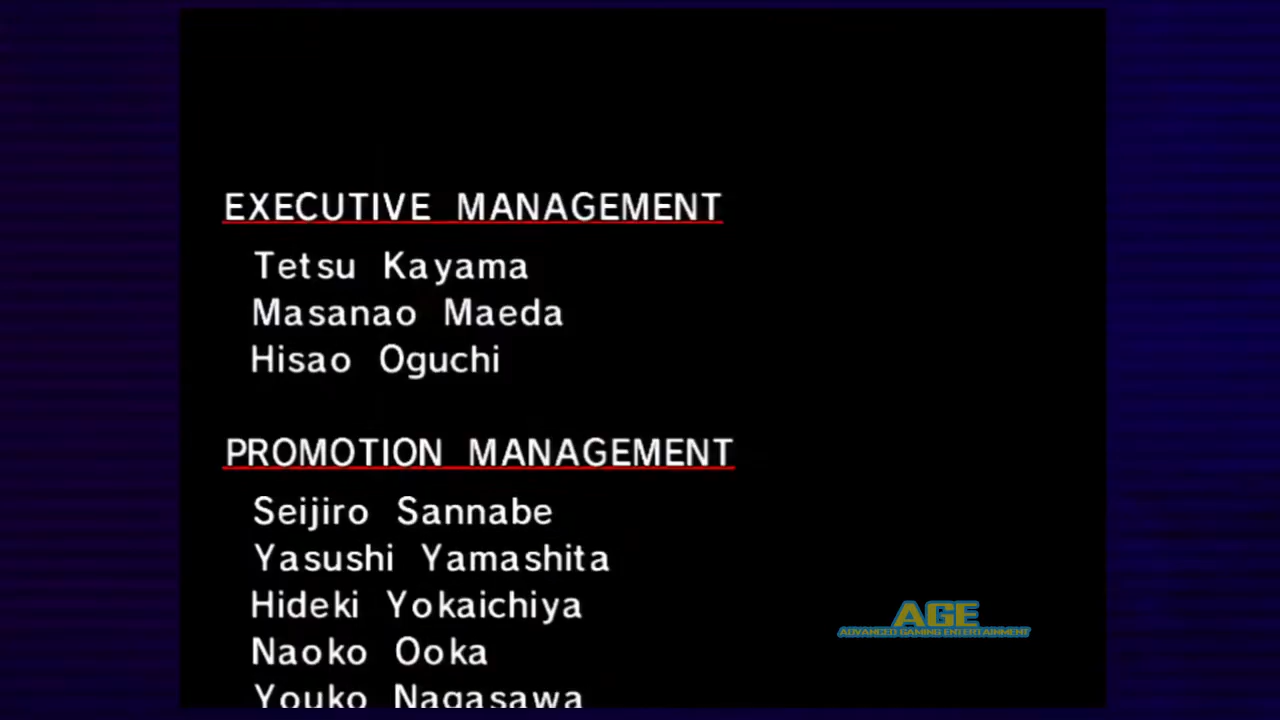 EXECUTIVE MANAGEMENT
Tetsu Kayama
Masanao Maeda
Hisao Oguchi
PROMOTION MANAGEMENT
Seijiro Sannabe
Yasushi Yamashita
Hideki Yokaichiya
Naoko Ooka
Youko Nagasawa
AGE
ADVANCED GAMING ENTERTAINMENT